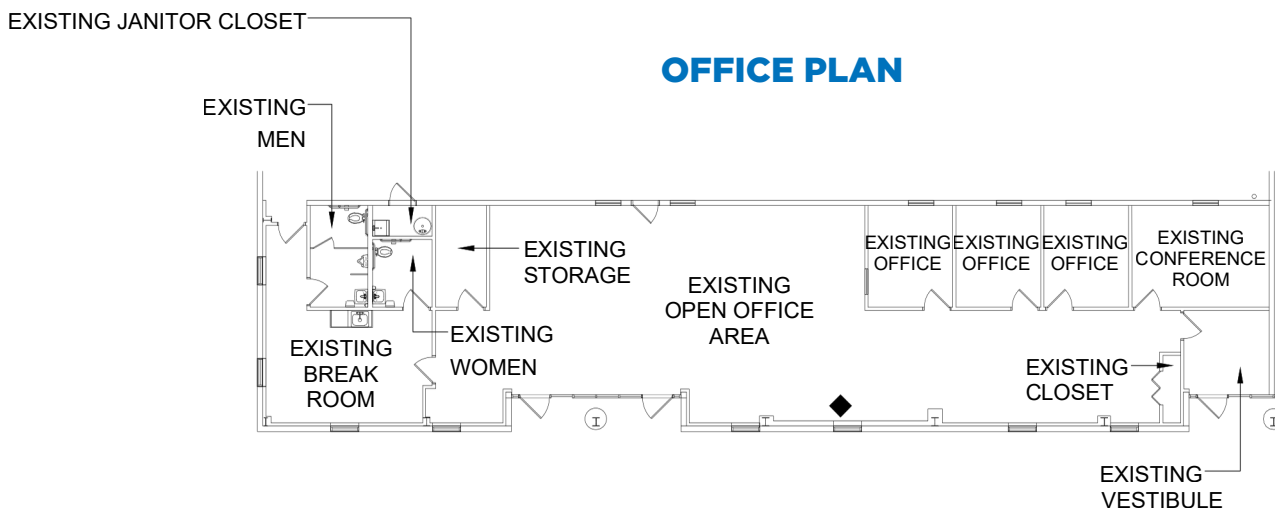 EXISTING JANITOR CLOSET
OFFICE PLAN
EXISTING
MEN
EXISTING
STORAGE
EXISTING
OPEN OFFICE
AREA
EXISTING
OFFICE
EXISTING
OFFICE
EXISTING
OFFICE
EXISTING
CONFERENCE
ROOM
EXISTING
BREAK
ROOM
EXISTING
WOMEN
EXISTING
CLOSET
EXISTING
VESTIBULE